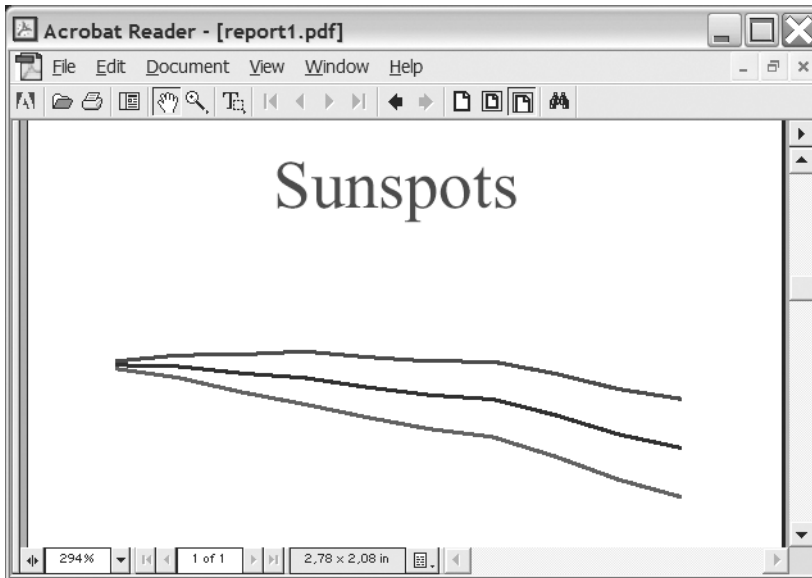 Acrobat Reader - [report1.pdf]
File Edit Document View Window Help
Sunspots
294% 1 of 1 2,78 x 2,08 in